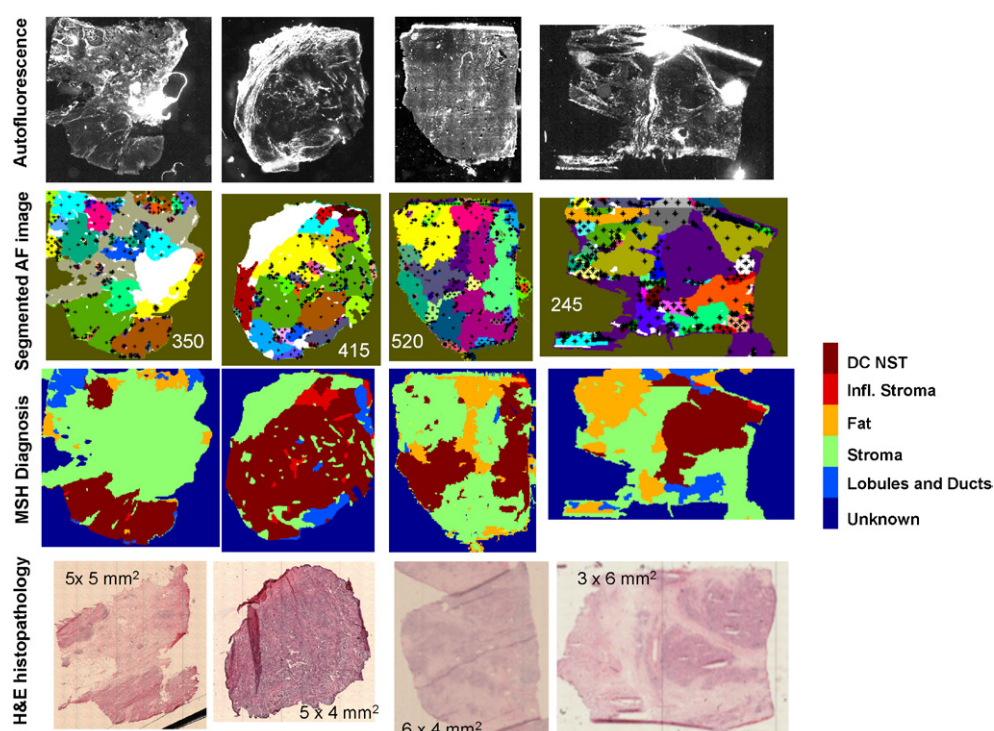 Autofluorescence
Segmented AF image
350
415
520
245
MSH Diagnosis
DC NST
Infl. Stroma
Fat
Stroma
Lobules and Ducts
Unknown
H&E histopathology
5x 5 mm²
5 x 4 mm²
6 x 4 mm²
3 x 6 mm²